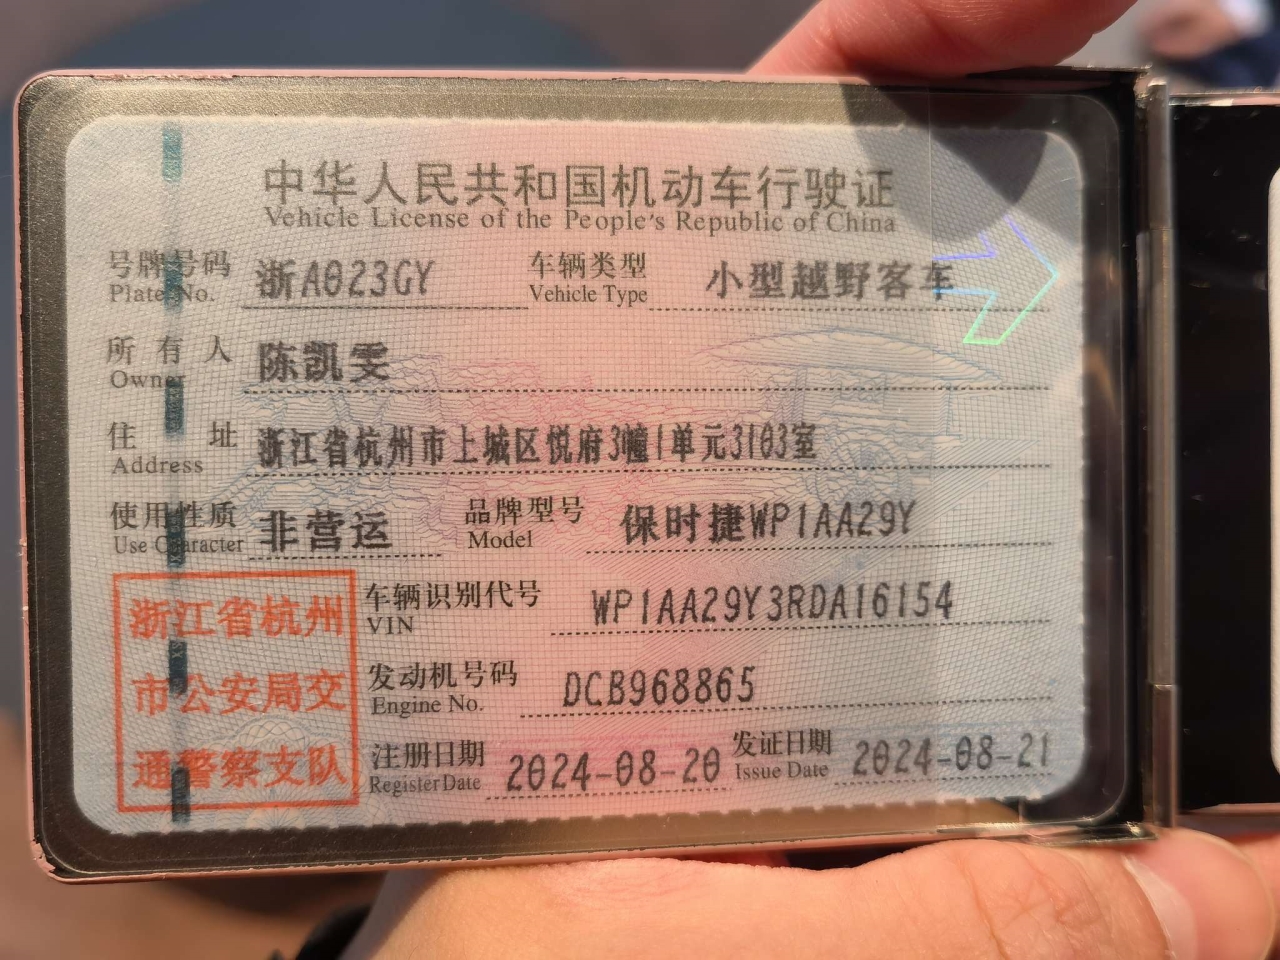 中华人民共和国机动车行驶证
Vehicle License of the People's Republic of China
号牌号码 浙A023GY 车辆类型 小型越野客车
Plate No. Vehicle Type
所有人 陈凯雯
Owner
住址 浙江省杭州市上城区悦府3幢1单元3103室
Address
使用性质 非营运 品牌型号 保时捷WP1AA29Y
Use Character Model
浙江省杭州
市公安局交
通警察支队
车辆识别代号 WP1AA29Y3RDA16154
VIN
发动机号码 DCB968865
Engine No.
注册日期 2024-08-20 发证日期 2024-08-21
Register Date Issue Date